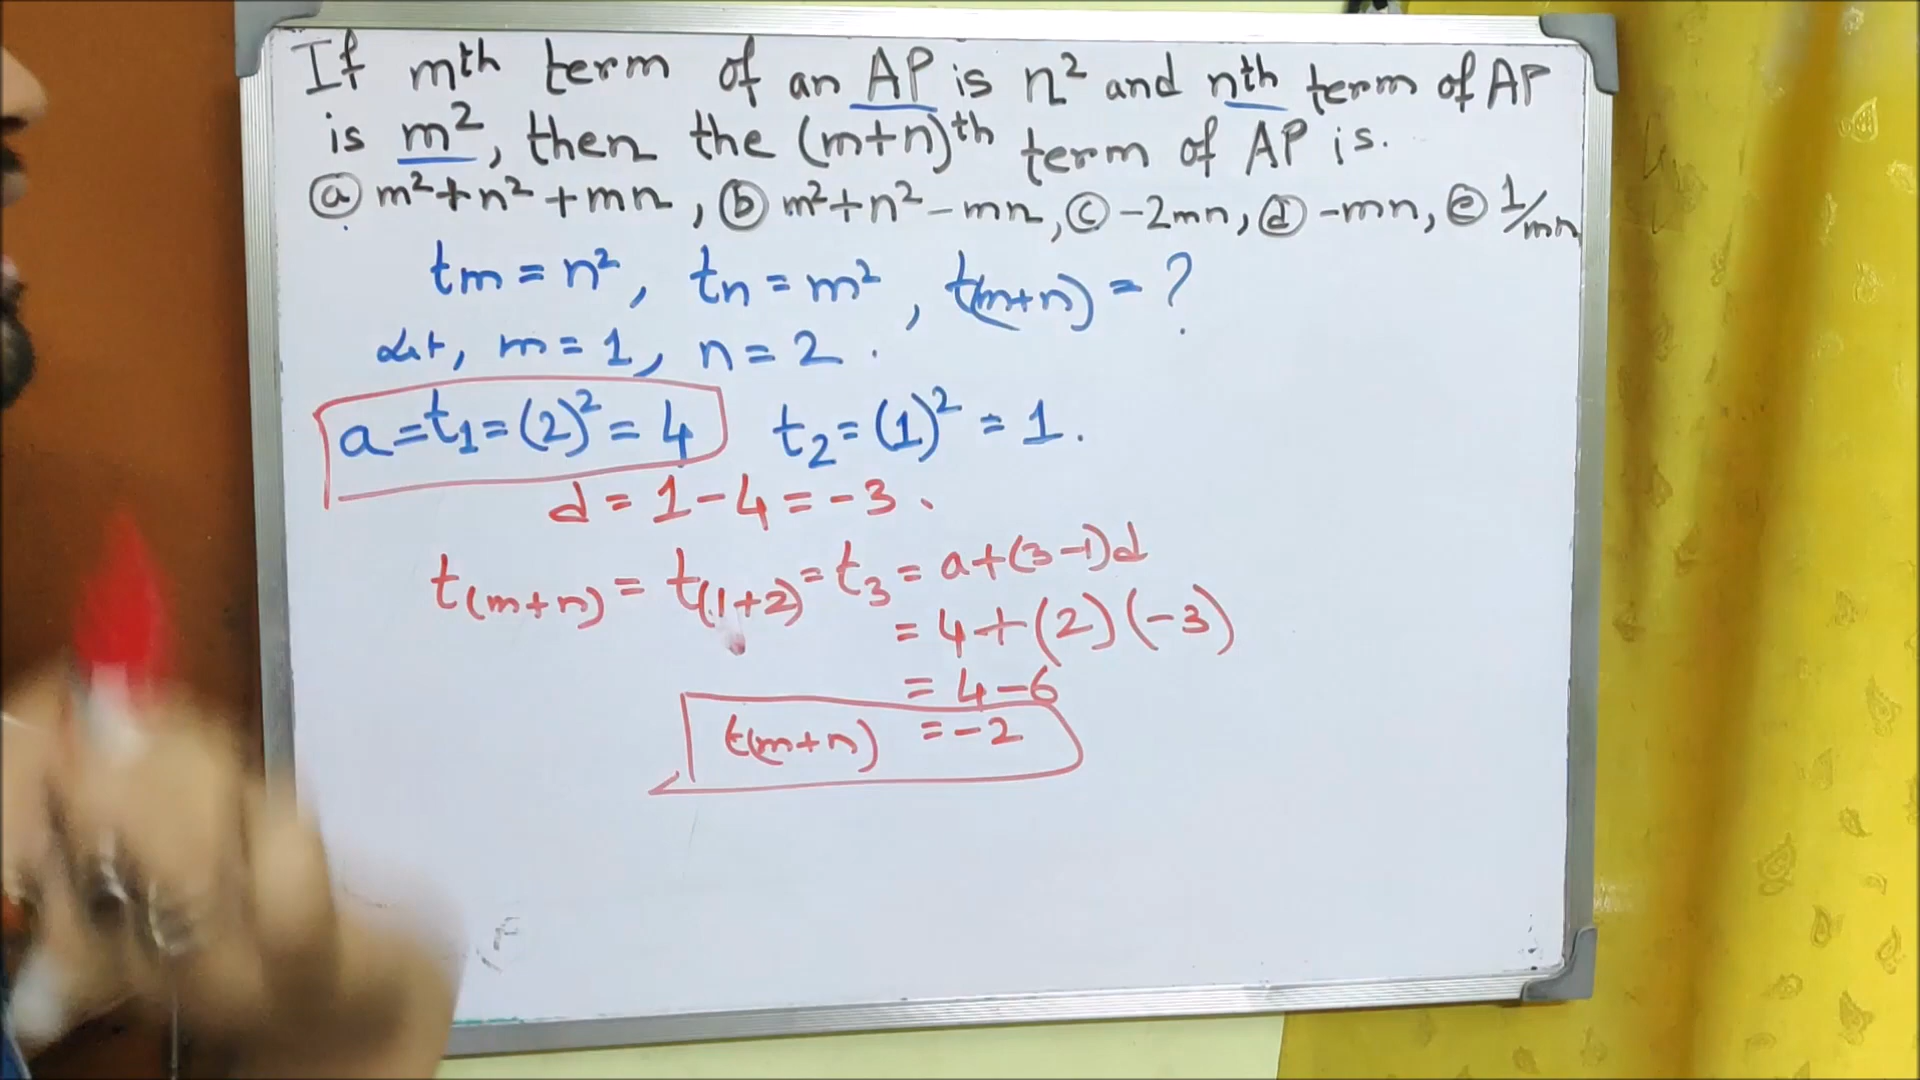 If mth term of an AP is n² and nth term of AP
is m², then the (m+n)th term of AP is.
ⓐ m²+n²+mn, ⓑ m²+n²-mn, ⓒ -2mn, ⓓ -mn, ⓔ 1/mn
tm = n², tn = m², t(m+n) = ?
Let, m = 1, n = 2.
a = t₁ = (2)² = 4 t₂ = (1)² = 1.
d = 1-4 = -3.
t(m+n) = t(1+2) = t₃ = a+(3-1)d
= 4+(2)(-3)
= 4-6
t(m+n) = -2